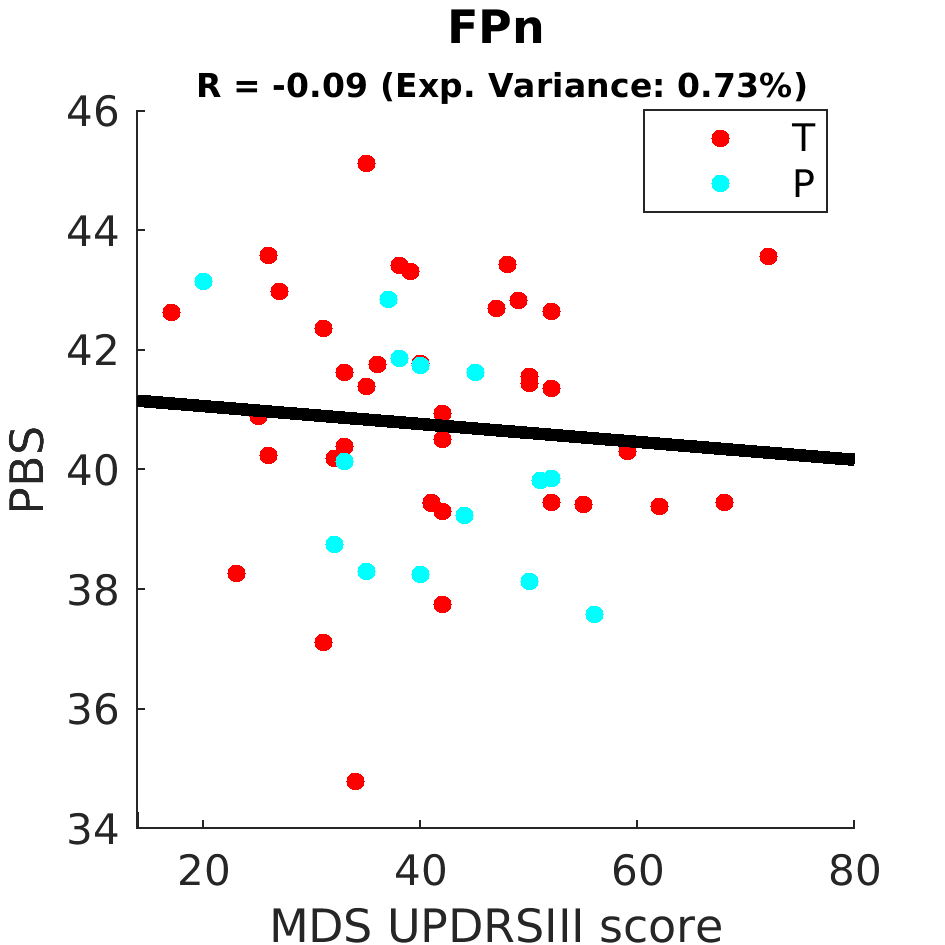 FPn
R = -0.09 (Exp. Variance: 0.73%)
T
P
46
44
42
40
38
36
34
PBS
20 40 60 80
MDS UPDRSIII score